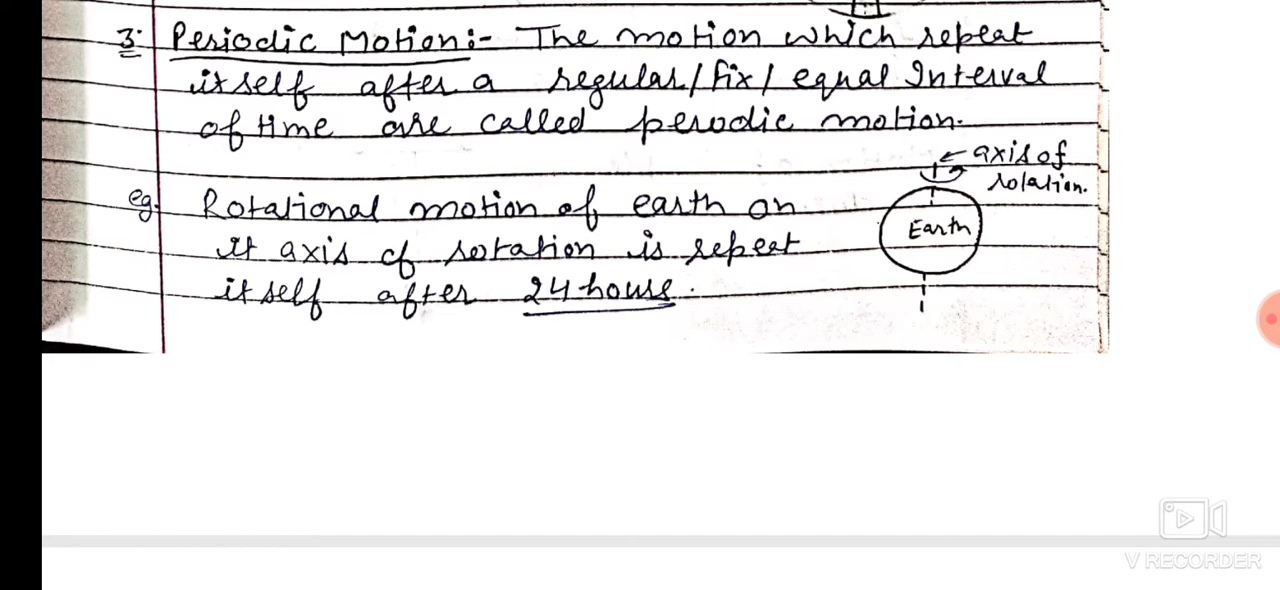 3: Periodic Motion:- The motion which repeat
itself after a regular/fix/equal Interval
of time are called perodic motion.
← axis of
rotation.
eg. Rotational motion of earth on
it axis of rotation is repeat
itself after 24 house.
Earth
V RECORDER